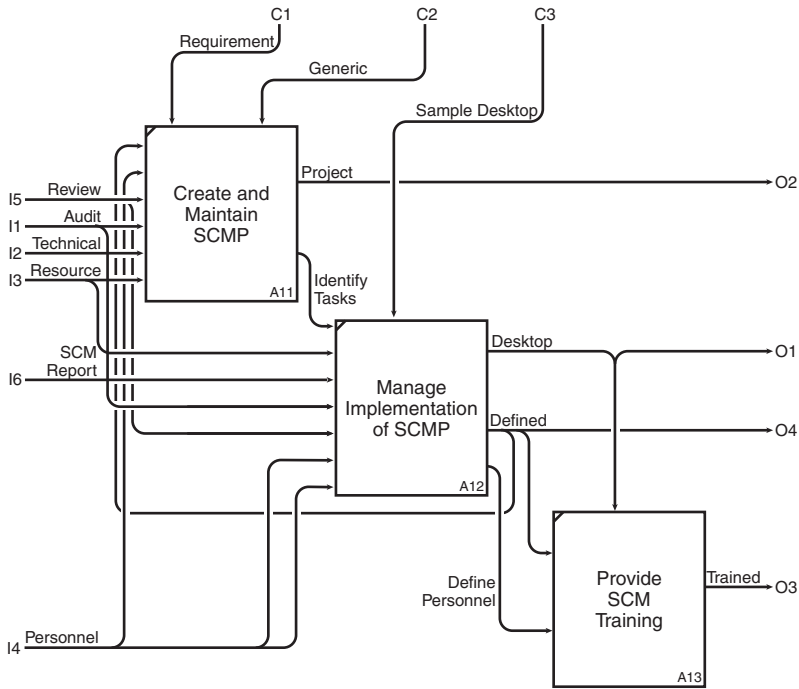 C1
C2
C3
Requirement
Generic
Sample Desktop
Create and
Maintain
SCMP
A11
Project
O2
I5
Review
I1
Audit
I2
Technical
I3
Resource
Identify
Tasks
SCM
Report
I6
Manage
Implementation
of SCMP
A12
Desktop
O1
Defined
O4
Define
Personnel
Provide
SCM
Training
A13
Trained
O3
I4
Personnel